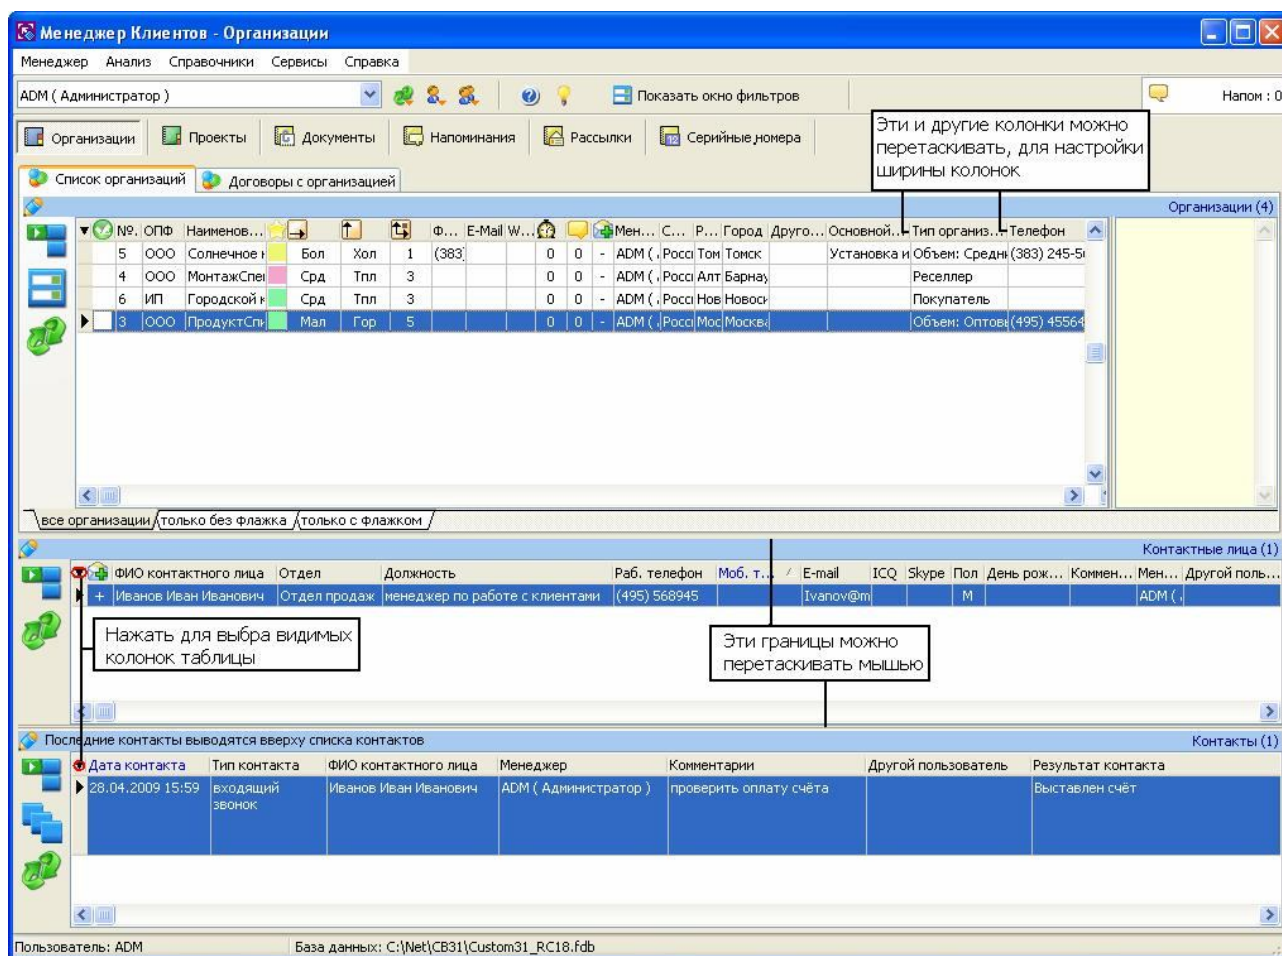 Менеджер Клиентов - Организации
Менеджер Анализ Справочники Сервисы Справка
ADM ( Администратор ) Показать окно фильтров Напом : 0
Организации Проекты Документы Напоминания Рассылки Серийные номера
Эти и другие колонки можно
перетаскивать, для настройки
ширины колонок
Список организаций Договоры с организацией
Организации (4)
№. ОПФ Наименов... Ф... E-Mail W... Мен... С... Р... Город Друго... Основной... Тип организ... Телефон
5 ООО Солнечное Бол Хол 1 (383) 0 0 - ADM ( Росси Том Томск Установка и Объем: Средн (383) 245-5
4 ООО МонтажСпе Срд Тпл 3 0 0 - ADM ( Росси Алт Барнау Реселлер
6 ИП Городской Срд Тпл 3 0 0 - ADM ( Росси Нов Новоси Покупатель
3 ООО ПродуктСпи Мал Гор 5 0 0 - ADM ( Росси Мос Москва Объем: Оптов (495) 45564
все организации только без флажка только с флажком
Контактные лица (1)
ФИО контактного лица Отдел Должность Раб. телефон Моб. т... E-mail ICQ Skype Пол День рож... Коммен... Мен... Другой поль...
+ Иванов Иван Иванович Отдел продаж менеджер по работе с клиентами (495) 568945 Ivanov@m М ADM (
Нажать для выбра видимых
колонок таблицы
Эти границы можно
перетаскивать мышью
Последние контакты выводятся вверху списка контактов Контакты (1)
Дата контакта Тип контакта ФИО контактного лица Менеджер Комментарии Другой пользователь Результат контакта
28.04.2009 15:59 входящий Иванов Иван Иванович ADM ( Администратор ) проверить оплату счёта Выставлен счёт
звонок
Пользователь: ADM База данных: C:\Net\CB31\Custom31_RC18.fdb